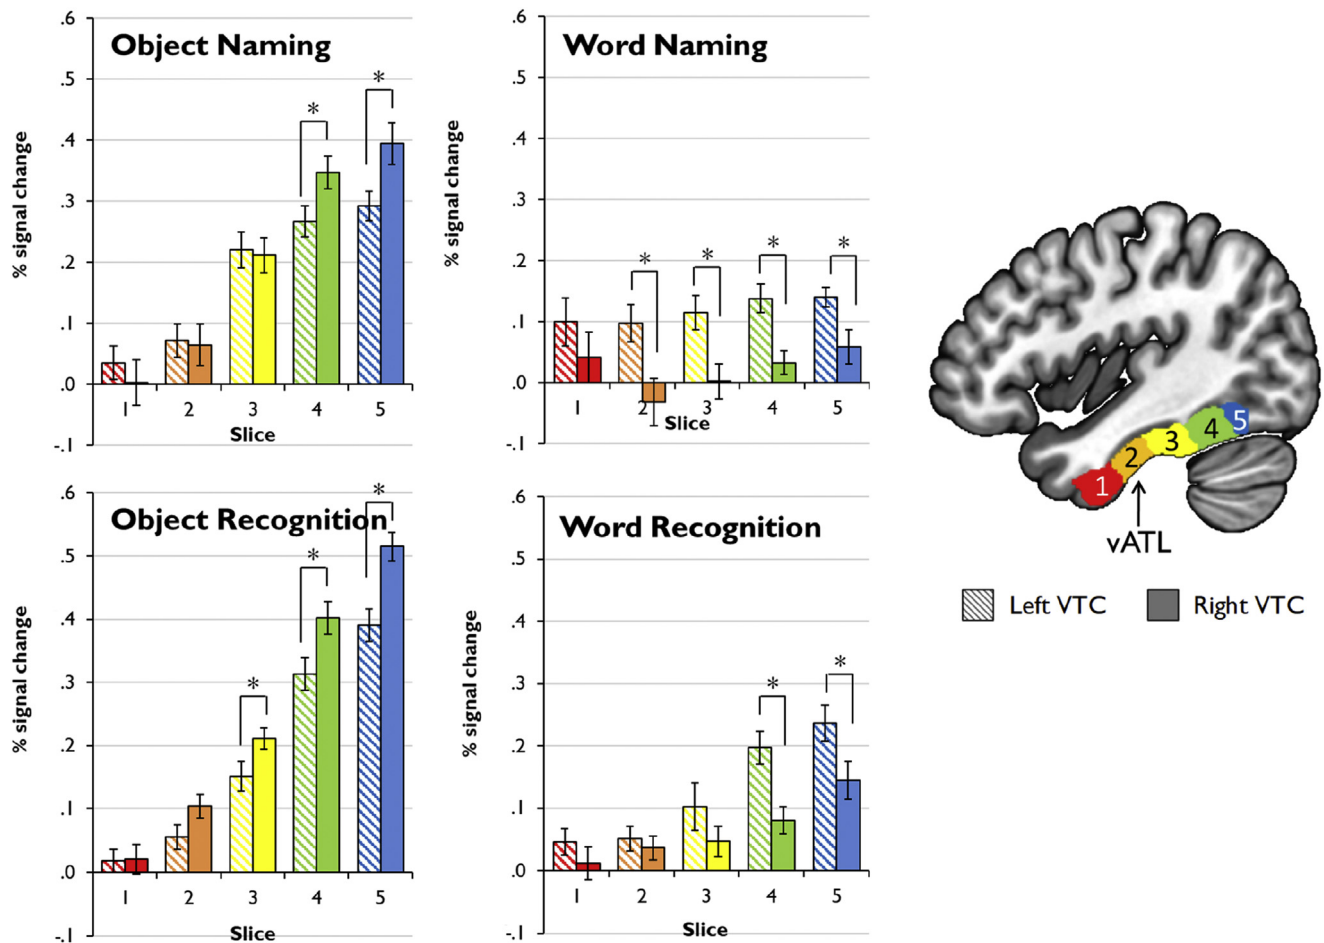 Object Naming
% signal change
.6
.5
.4
.3
.2
.1
.0
-.1
*
*
1 2 3 4 5
Slice
Word Naming
% signal change
.6
.5
.4
.3
.2
.1
.0
-.1
*
*
*
*
1 2 3 4 5
Slice
Object Recognition
% signal change
.6
.5
.4
.3
.2
.1
.0
-.1
*
*
*
1 2 3 4 5
Slice
Word Recognition
% signal change
.6
.5
.4
.3
.2
.1
.0
-.1
*
*
1 2 3 4 5
Slice
1 2 3 4 5
vATL
Left VTC Right VTC